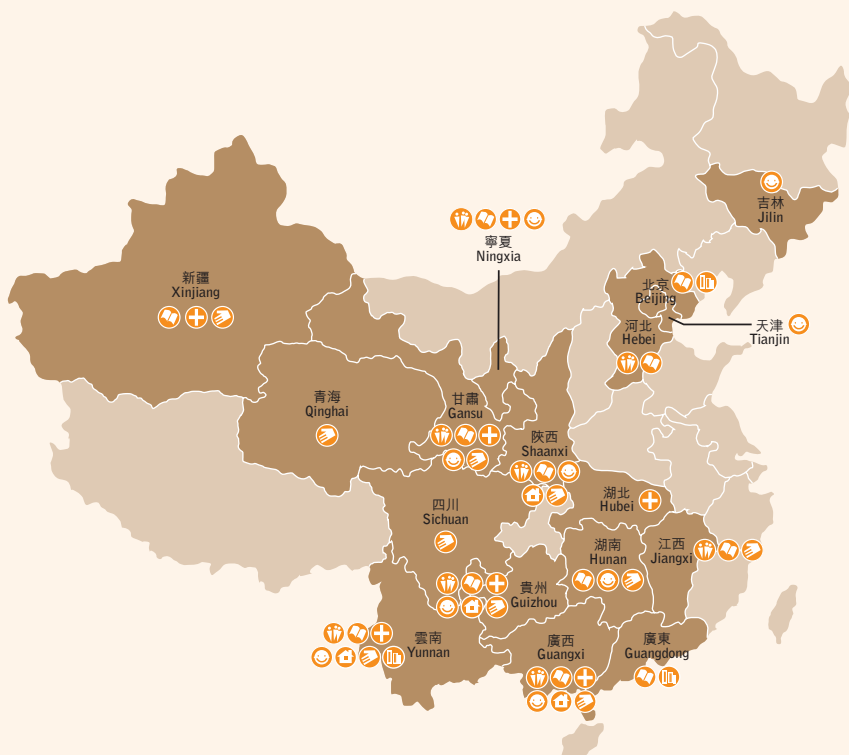 吉林
Jilin
寧夏
Ningxia
新疆
Xinjiang
北京
Beijing
天津
Tianjin
河北
Hebei
青海
Qinghai
甘肅
Gansu
陝西
Shaanxi
四川
Sichuan
湖北
Hubei
湖南
Hunan
江西
Jiangxi
貴州
Guizhou
雲南
Yunnan
廣西
Guangxi
廣東
Guangdong